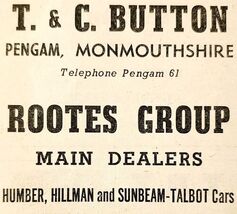 T. & C. BUTTON
PENGAM, MONMOUTHSHIRE
Telephone Pengam 61
ROOTES GROUP
MAIN DEALERS
HUMBER, HILLMAN and SUNBEAM-TALBOT Cars